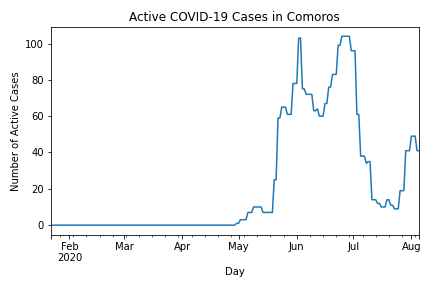 Active COVID-19 Cases in Comoros
Number of Active Cases
100
80
60
40
20
0
Feb Mar Apr May Jun Jul Aug
2020
Day